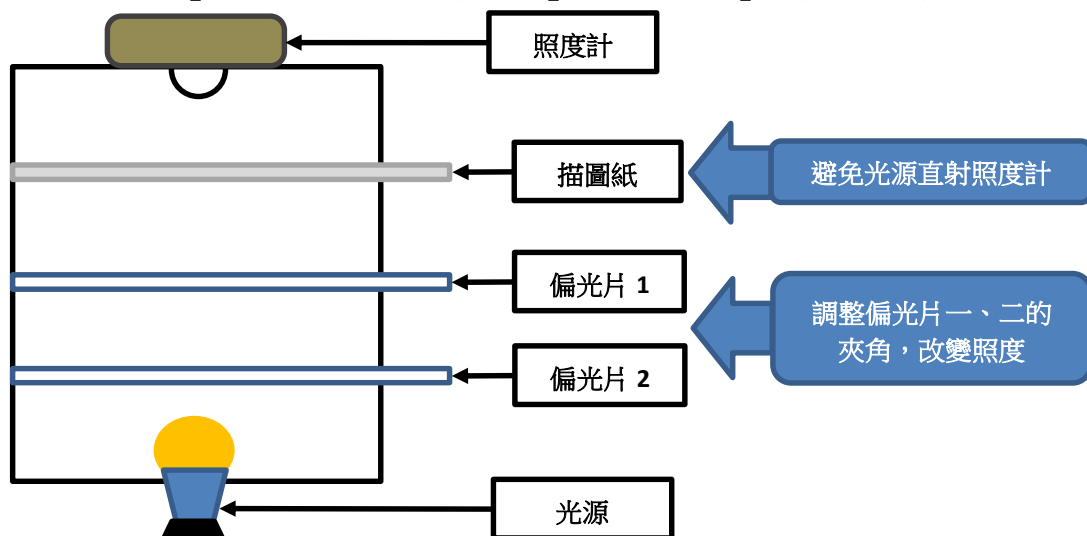 照度計
描圖紙
避免光源直射照度計
偏光片 1
調整偏光片一、二的
夾角，改變照度
偏光片 2
光源